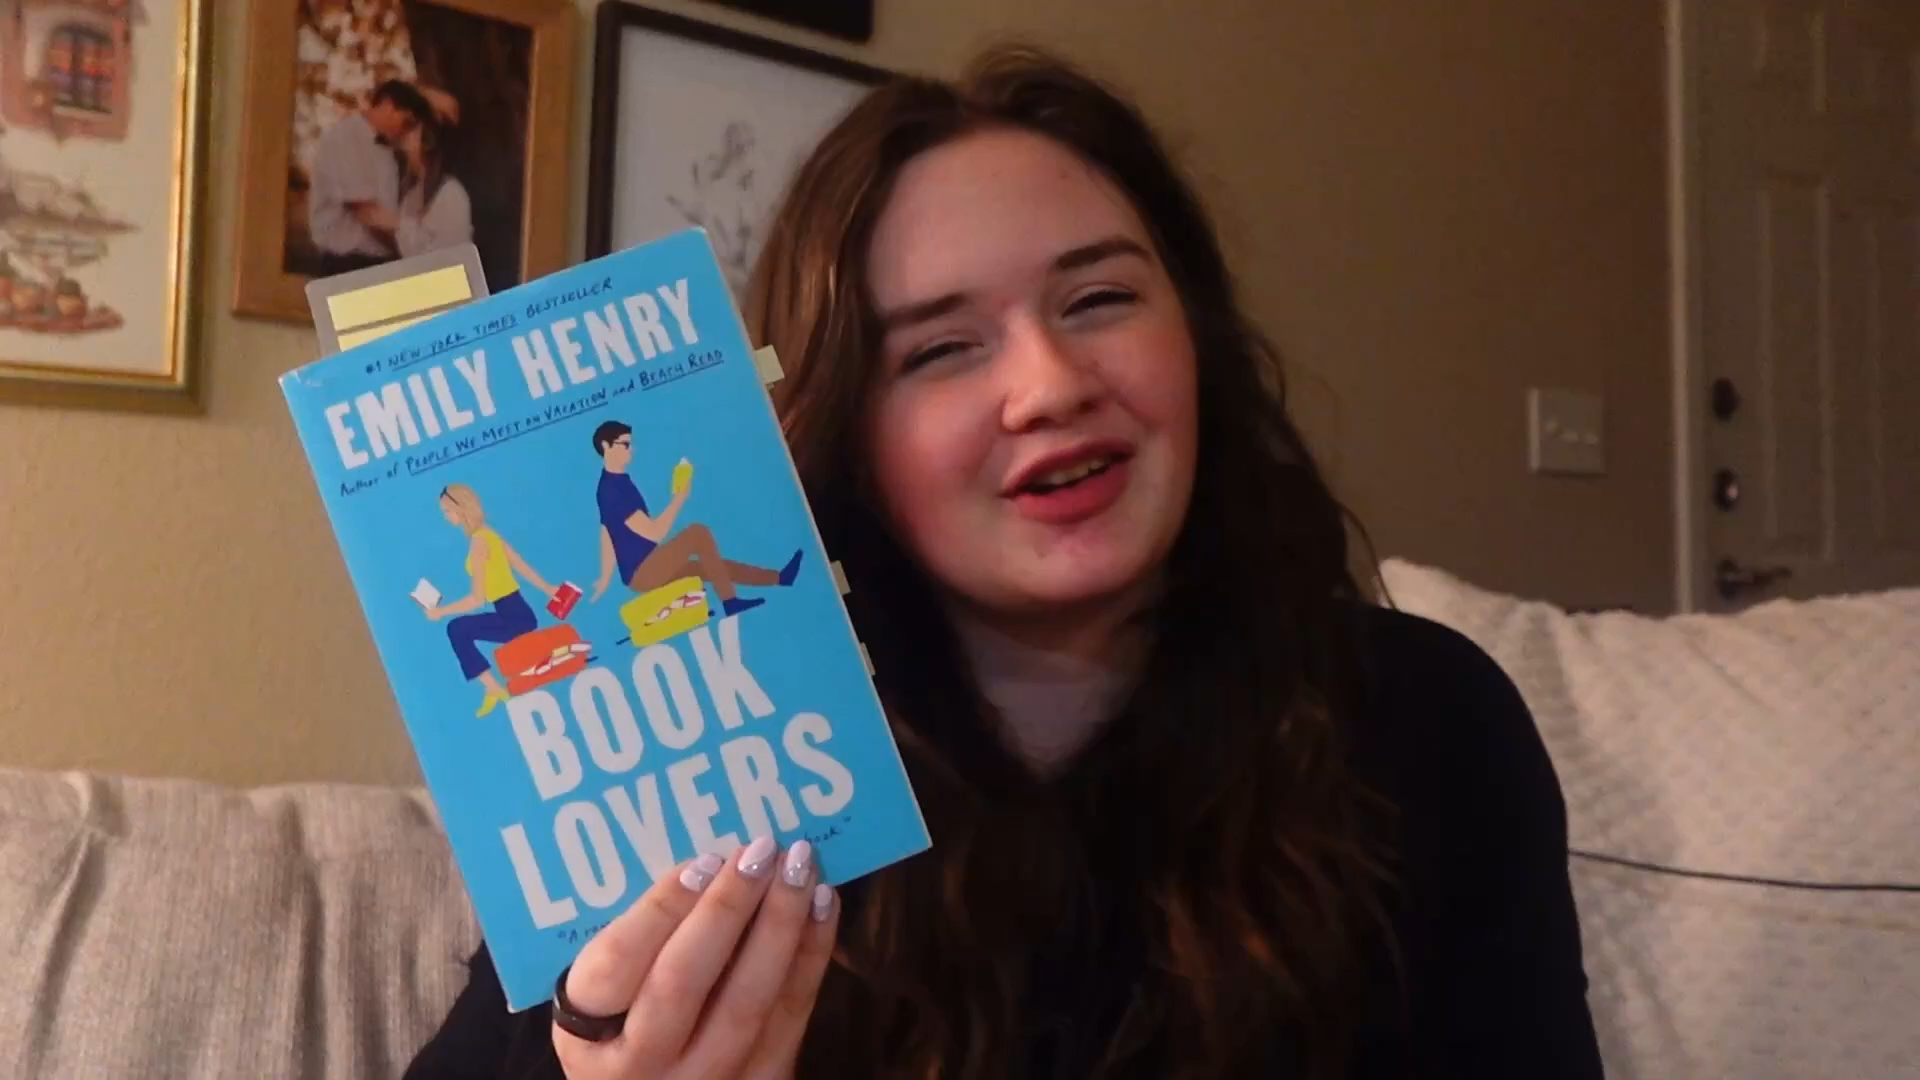 #1 NEW YORK TIMES BESTSELLER
EMILY HENRY
Author of PEOPLE WE MEET ON VACATION and BEACH READ
BOOK
LOVERS
book"
"A